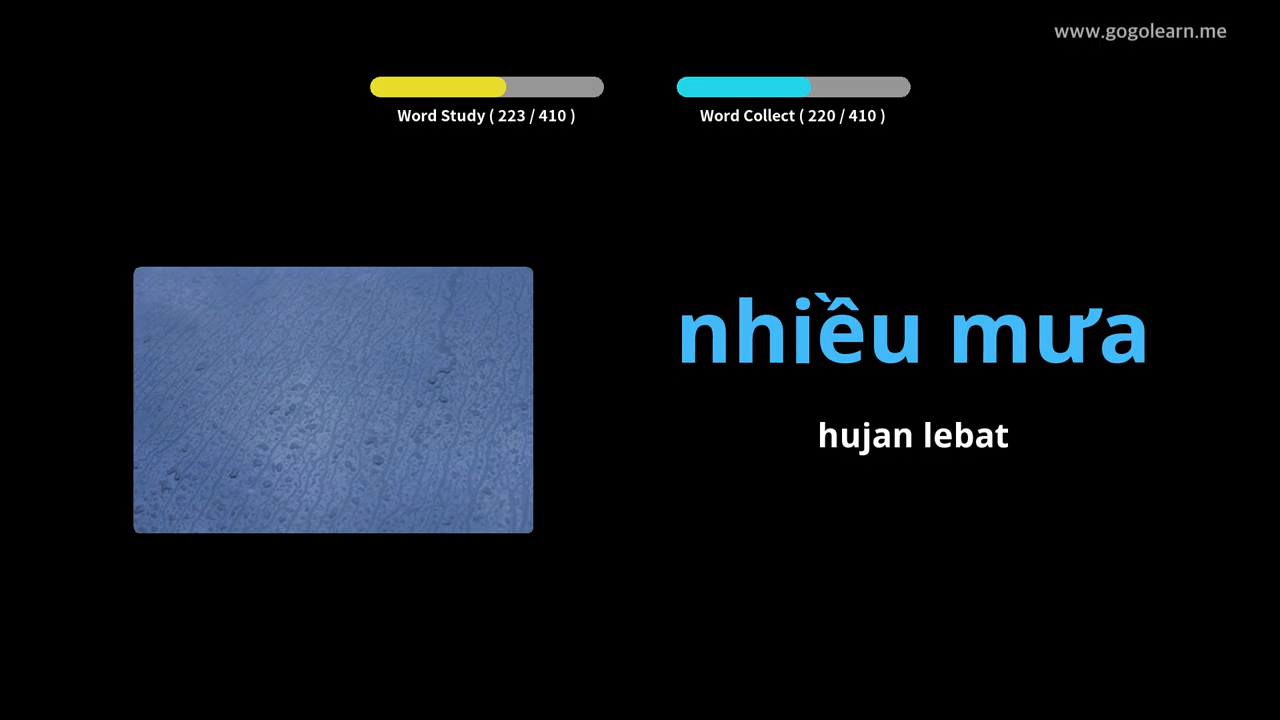 www.gogolearn.me
Word Study ( 223 / 410 )
Word Collect ( 220 / 410 )
nhiều mưa
hujan lebat